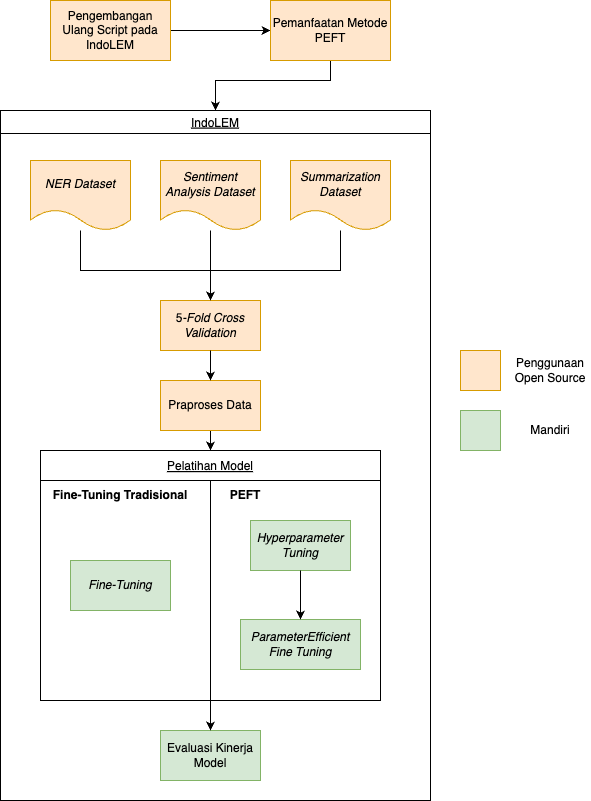 Pengembangan
Ulang Script pada
IndoLEM
Pemanfaatan Metode
PEFT
IndoLEM
NER Dataset
Sentiment
Analysis Dataset
Summarization
Dataset
5-Fold Cross
Validation
Praproses Data
Pelatihan Model
Fine-Tuning Tradisional
PEFT
Fine-Tuning
Hyperparameter
Tuning
ParameterEfficient
Fine Tuning
Evaluasi Kinerja
Model
Penggunaan
Open Source
Mandiri